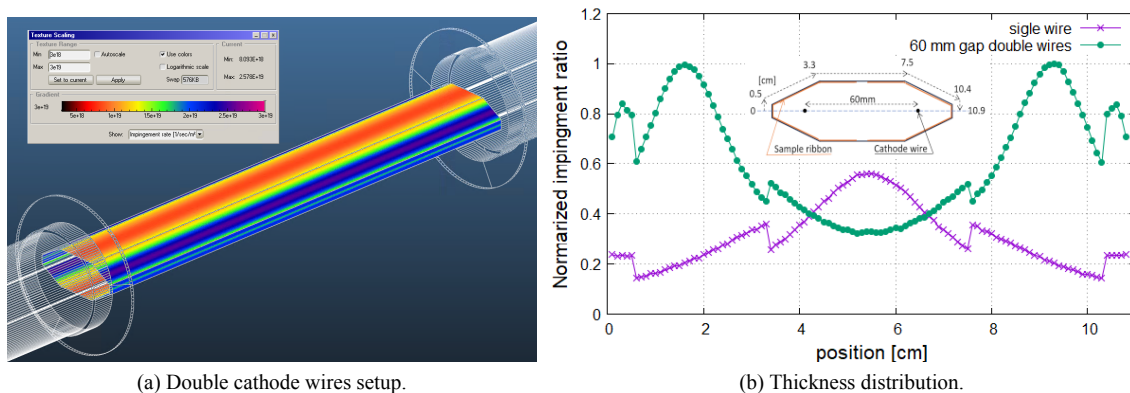 Texture Scaling
Texture Range
Min: 3e18
Autoscale
Use colors
Max 3e19
Logarithmic scale
Set to current
Apply
Swap 576KB
Current
Min: 8.093E+18
Max: 2.578E+19
Gradient
3e+19
3e+19
5e+18 1e+19 1.5e+19 2e+19 2.5e+19 3e+19
Show: Impingement rate [1/sec/m²
(a) Double cathode wires setup.
Normarized impingment ratio
1.2
1
0.8
0.6
0.4
0.2
0
sigle wire
60 mm gap double wires
3.3
7.5
[cm]
0.5
0
60mm
10.4
10.9
Sample ribbon
Cathode wire
0 2 4 6 8 10
position [cm]
(b) Thickness distribution.